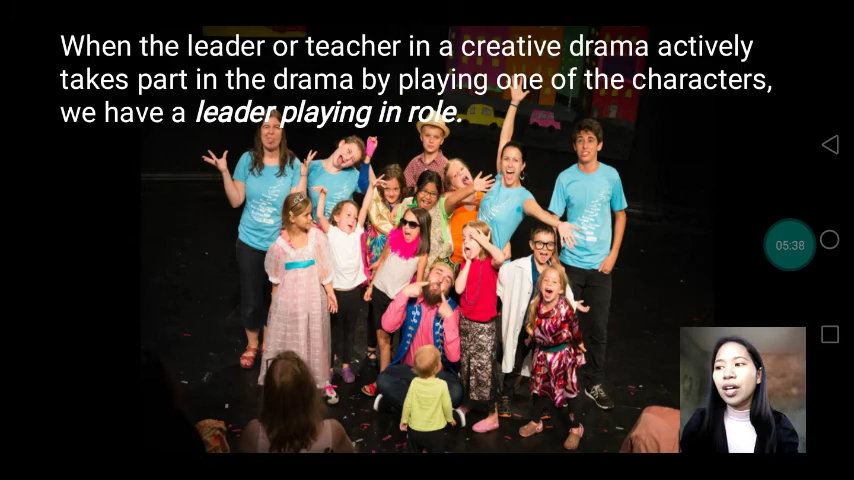 When the leader or teacher in a creative drama actively
takes part in the drama by playing one of the characters,
we have a leader playing in role.
05:38